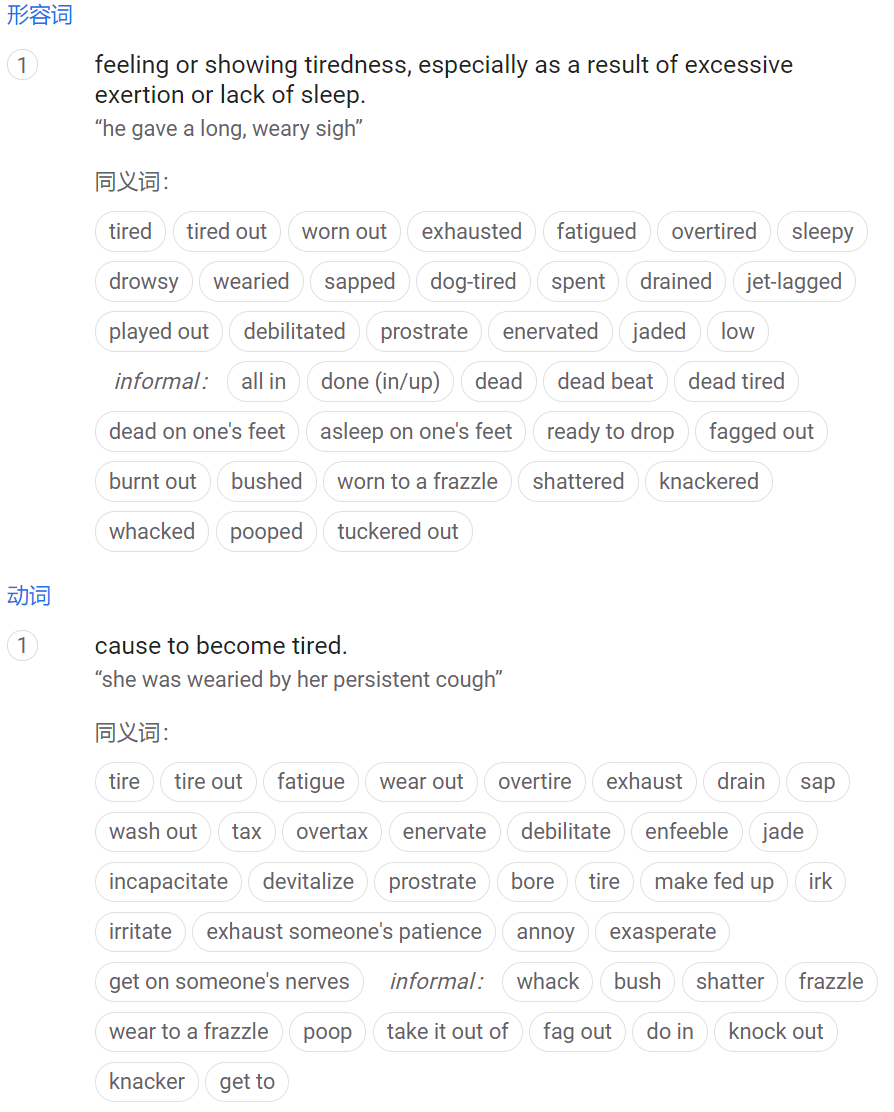 形容词
1 feeling or showing tiredness, especially as a result of excessive
exertion or lack of sleep.
“he gave a long, weary sigh”
同义词：
tired tired out worn out exhausted fatigued overtired sleepy
drowsy wearied sapped dog-tired spent drained jet-lagged
played out debilitated prostrate enervated jaded low
informal： all in done (in/up) dead dead beat dead tired
dead on one's feet asleep on one's feet ready to drop fagged out
burnt out bushed worn to a frazzle shattered knackered
whacked pooped tuckered out
动词
1 cause to become tired.
“she was wearied by her persistent cough”
同义词：
tire tire out fatigue wear out overtire exhaust drain sap
wash out tax overtax enervate debilitate enfeeble jade
incapacitate devitalize prostrate bore tire make fed up irk
irritate exhaust someone's patience annoy exasperate
get on someone's nerves informal： whack bush shatter frazzle
wear to a frazzle poop take it out of fag out do in knock out
knacker get to